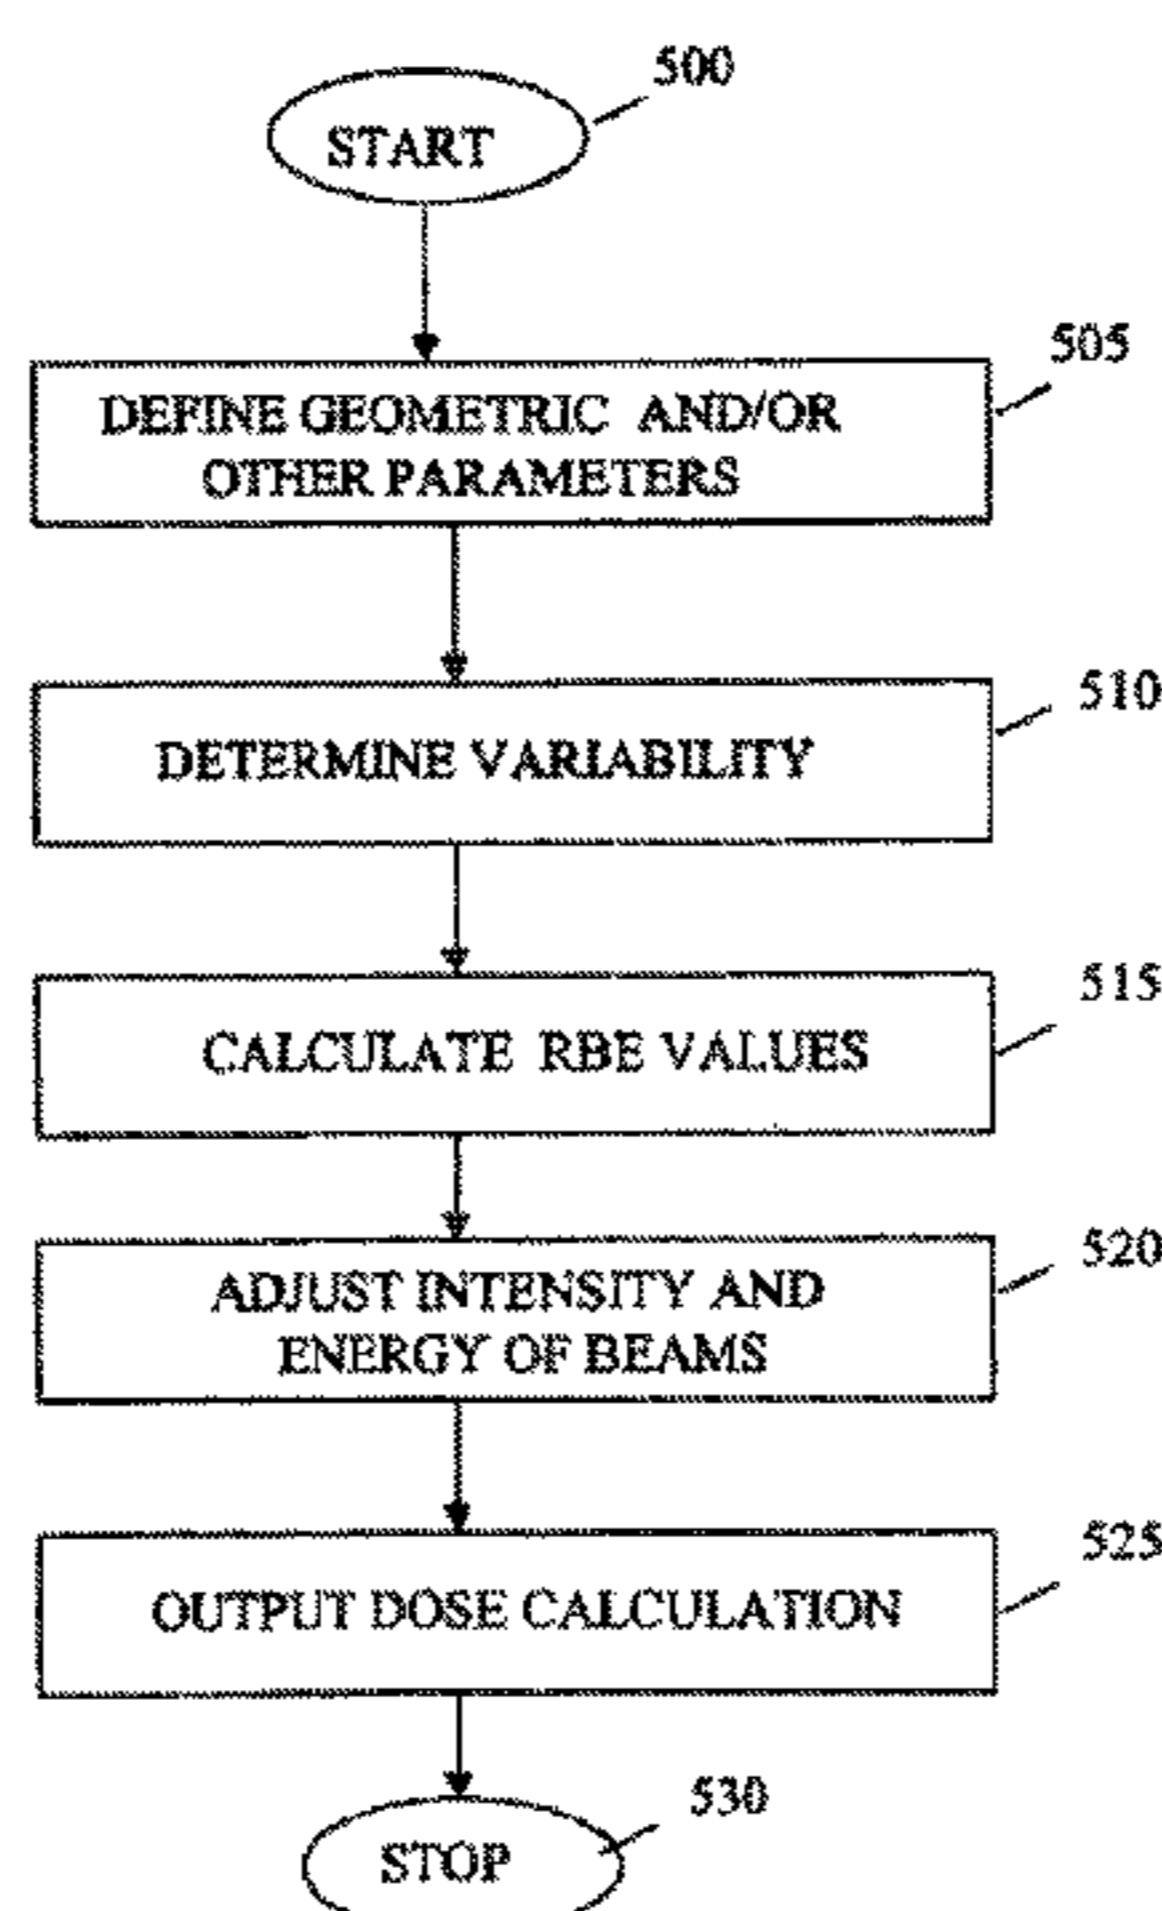 500
START
505
DEFINE GEOMETRIC AND/OR
OTHER PARAMETERS
510
DETERMINE VARIABILITY
515
CALCULATE RBE VALUES
520
ADJUST INTENSITY AND
ENERGY OF BEAMS
525
OUTPUT DOSE CALCULATION
530
STOP